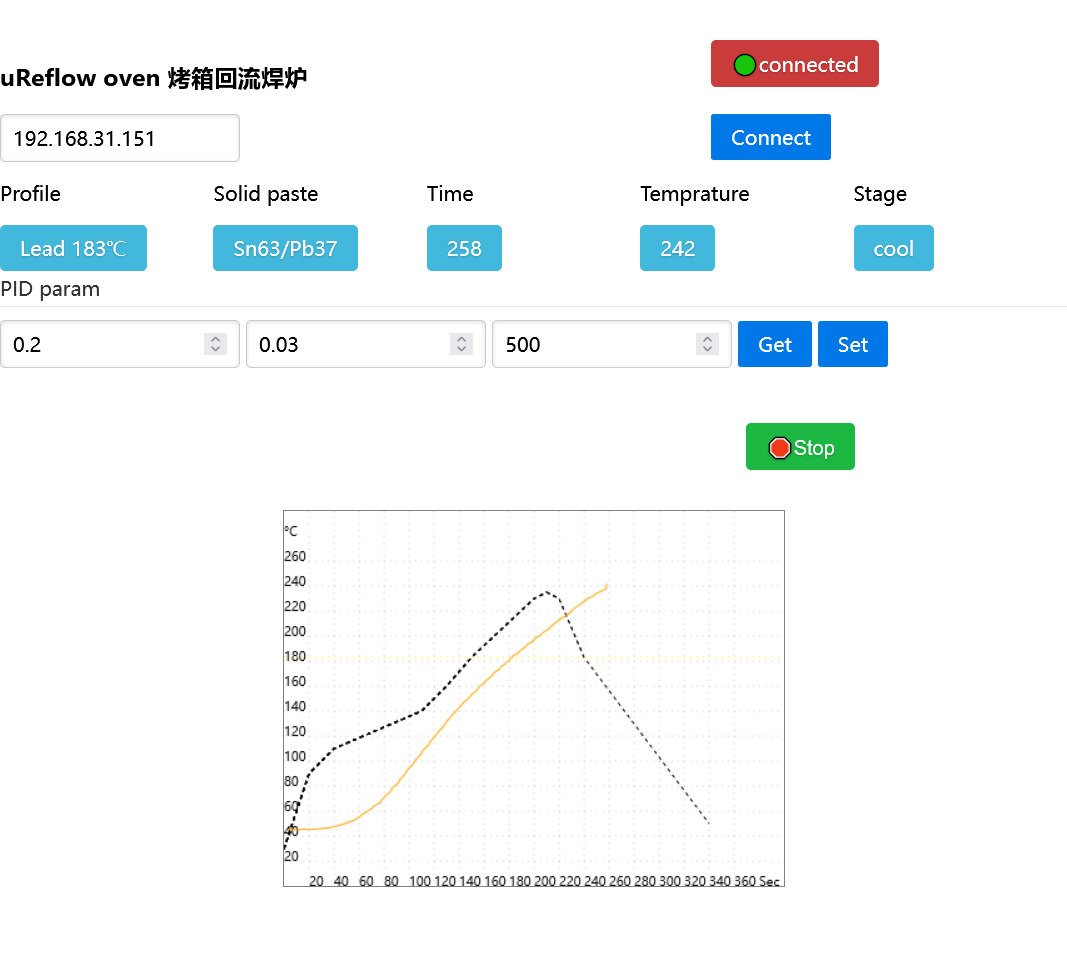 uReflow oven 烤箱回流焊炉
connected
192.168.31.151
Connect
Profile Solid paste Time Temprature Stage
Lead 183℃ Sn63/Pb37 258 242 cool
PID param
0.2 0.03 500 Get Set
Stop
℃
260
240
220
200
180
160
140
120
100
80
60
40
20
20 40 60 80 100 120 140 160 180 200 220 240 260 280 300 320 340 360 Sec